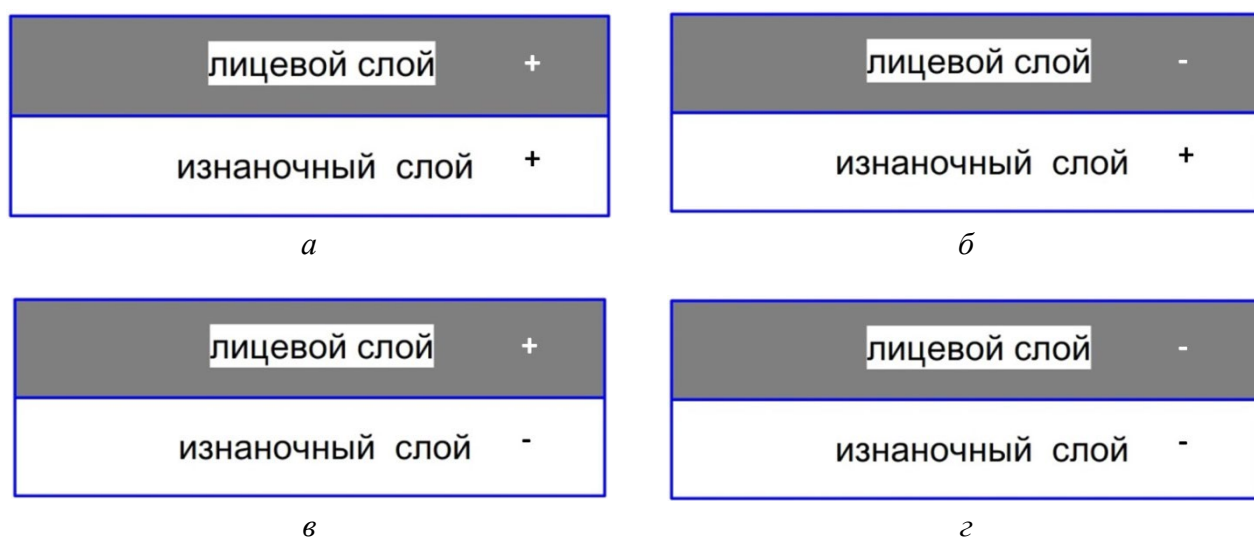 лицевой слой +
изнаночный слой +
а
лицевой слой -
изнаночный слой +
б
лицевой слой +
изнаночный слой -
в
лицевой слой -
изнаночный слой -
г